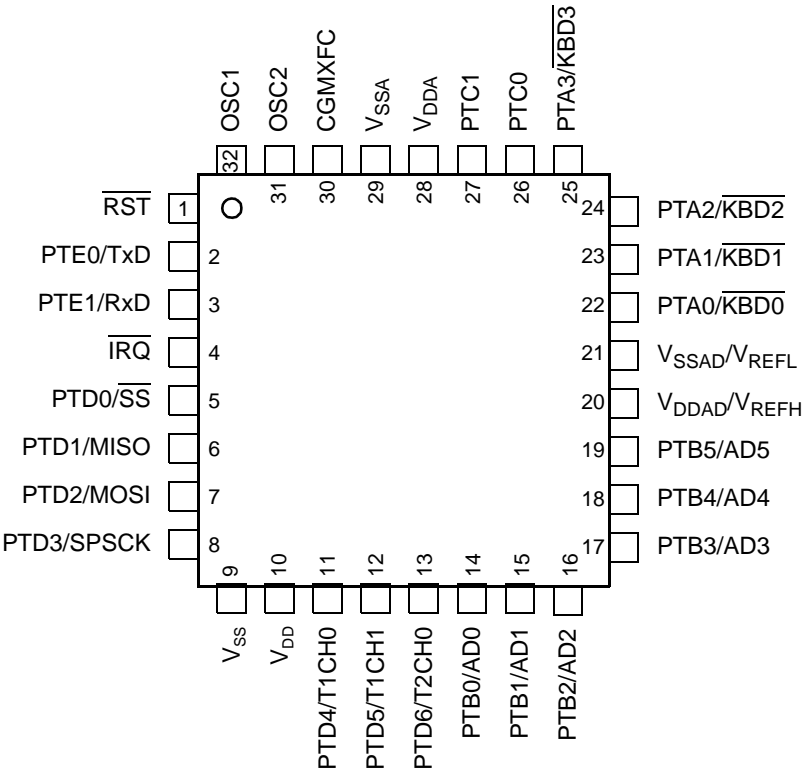 OSC1
OSC2
CGMXFC
VSSA
VDDA
PTC1
PTC0
PTA3/KBD3
32
31
30
29
28
27
26
25
RST 1
PTE0/TxD 2
PTE1/RxD 3
IRQ 4
PTD0/SS 5
PTD1/MISO 6
PTD2/MOSI 7
PTD3/SPSCK 8
24 PTA2/KBD2
23 PTA1/KBD1
22 PTA0/KBD0
21 VSSAD/VREFL
20 VDDAD/VREFH
19 PTB5/AD5
18 PTB4/AD4
17 PTB3/AD3
9
10
11
12
13
14
15
16
VSS
VDD
PTD4/T1CH0
PTD5/T1CH1
PTD6/T2CH0
PTB0/AD0
PTB1/AD1
PTB2/AD2